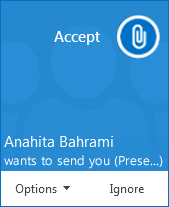 Accept
Anahita Bahrami
wants to send you (Prese...)
Options
Ignore